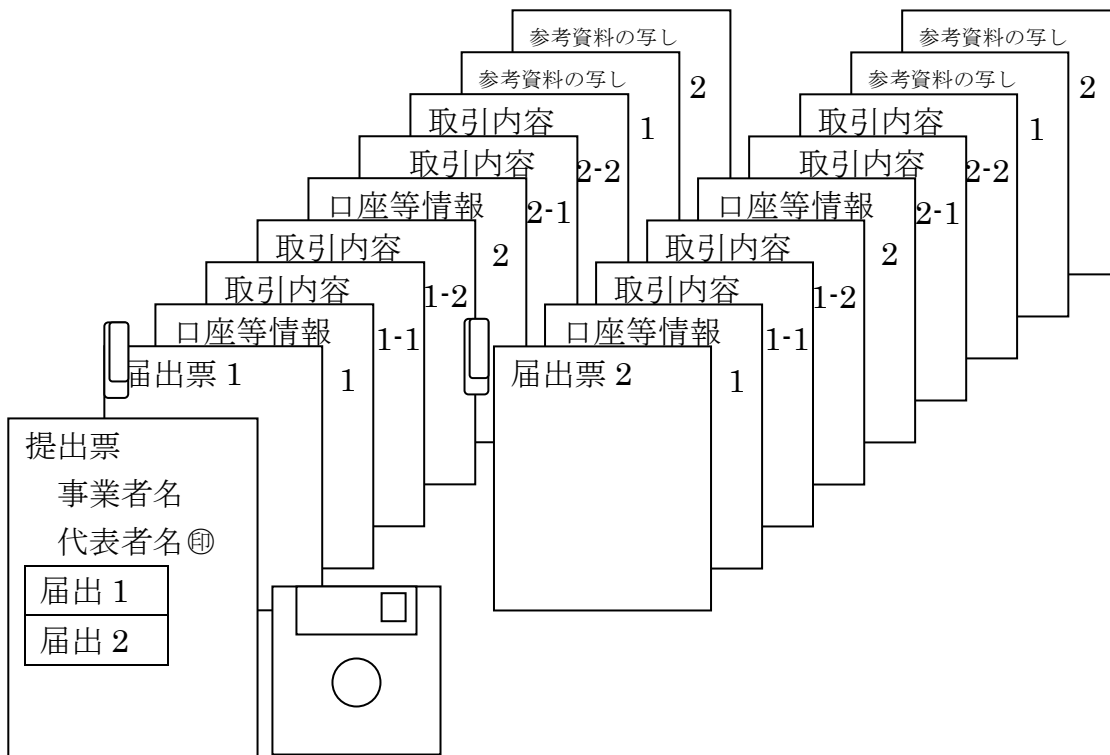 提出票
事業者名
代表者名㊞
届出 1
届出 2
届出票 1
口座等情報
1
取引内容
1-1
取引内容
1-2
口座等情報
2
取引内容
2-1
取引内容
2-2
参考資料の写し
1
参考資料の写し
2
届出票 2
口座等情報
1
取引内容
1-1
取引内容
1-2
口座等情報
2
取引内容
2-1
取引内容
2-2
参考資料の写し
1
参考資料の写し
2